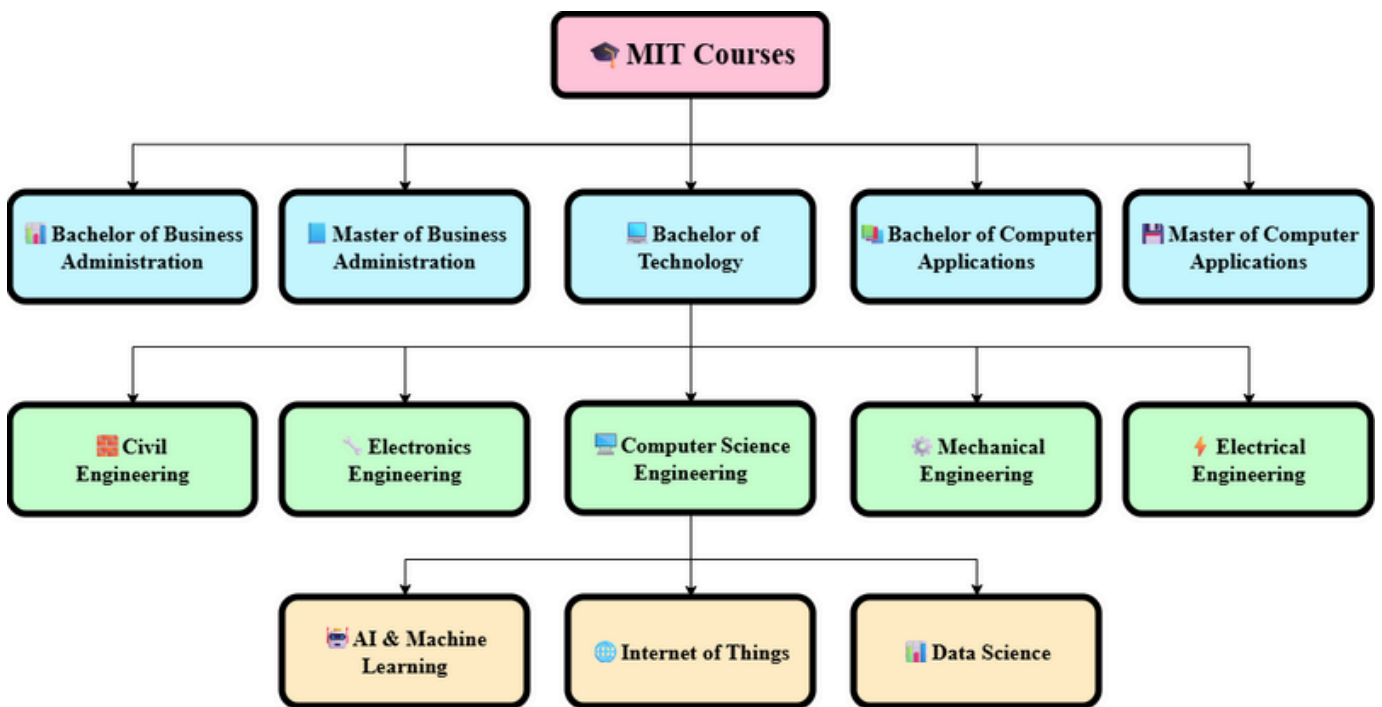 MIT Courses
Bachelor of Business
Administration
Master of Business
Administration
Bachelor of
Technology
Bachelor of Computer
Applications
Master of Computer
Applications
Civil
Engineering
Electronics
Engineering
Computer Science
Engineering
Mechanical
Engineering
Electrical
Engineering
AI & Machine
Learning
Internet of Things
Data Science